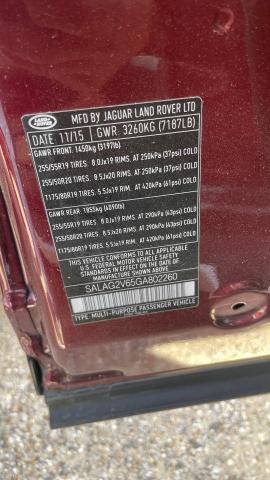 LAND ROVER
MFD BY JAGUAR LAND ROVER LTD
DATE 11/15 GWR 3260KG (7187LB)
GAWR FRONT: 1450kg (3197lb)
255/55R19 TIRES 8.0Jx19 RIMS. AT 250kPa (37psi) COLD
255/50R20 TIRES 8.5Jx20 RIMS. AT 250kPa (37psi) COLD
T175/80R19 TIRES 5.5Jx19 RIM. AT 420kPa (61psi) COLD
GAWR REAR: 1855kg (4090lb)
255/55R19 TIRES 8.0Jx19 RIMS. AT 290kPa (43psi) COLD
255/50R20 TIRES 8.5Jx20 RIMS. AT 290kPa (43psi) COLD
T175/80R19 TIRES 5.5Jx19 RIM. AT 420kPa (61psi) COLD
THIS VEHICLE CONFORMS TO ALL APPLICABLE
U.S. FEDERAL MOTOR VEHICLE SAFETY STANDARDS
IN EFFECT ON THE DATE OF MANUFACTURE SHOWN ABOVE
SALAG2V65GA802260
TYPE: MULTI-PURPOSE PASSENGER VEHICLE